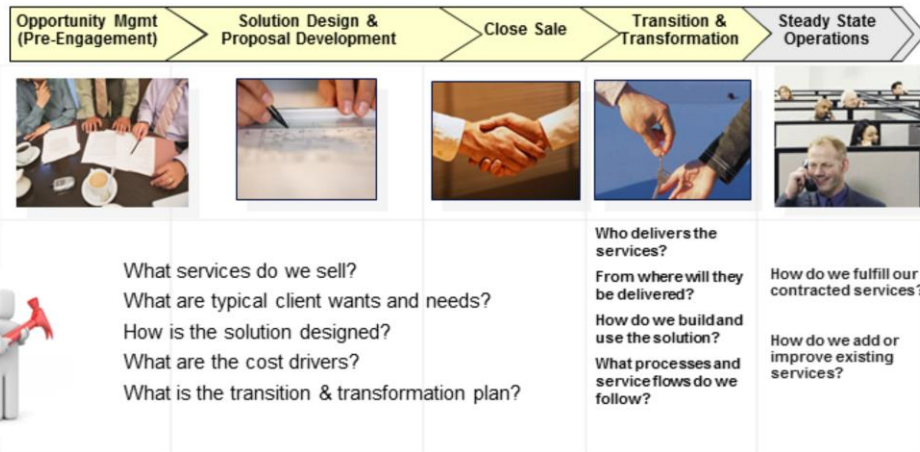 Opportunity Mgmt
(Pre-Engagement)
Solution Design &
Proposal Development
Close Sale
Transition &
Transformation
Steady State
Operations
What services do we sell?
What are typical client wants and needs?
How is the solution designed?
What are the cost drivers?
What is the transition & transformation plan?
Who delivers the
services?
From where will they
be delivered?
How do we build and
use the solution?
What processes and
service flows do we
follow?
How do we fulfill our
contracted services?
How do we add or
improve existing
services?